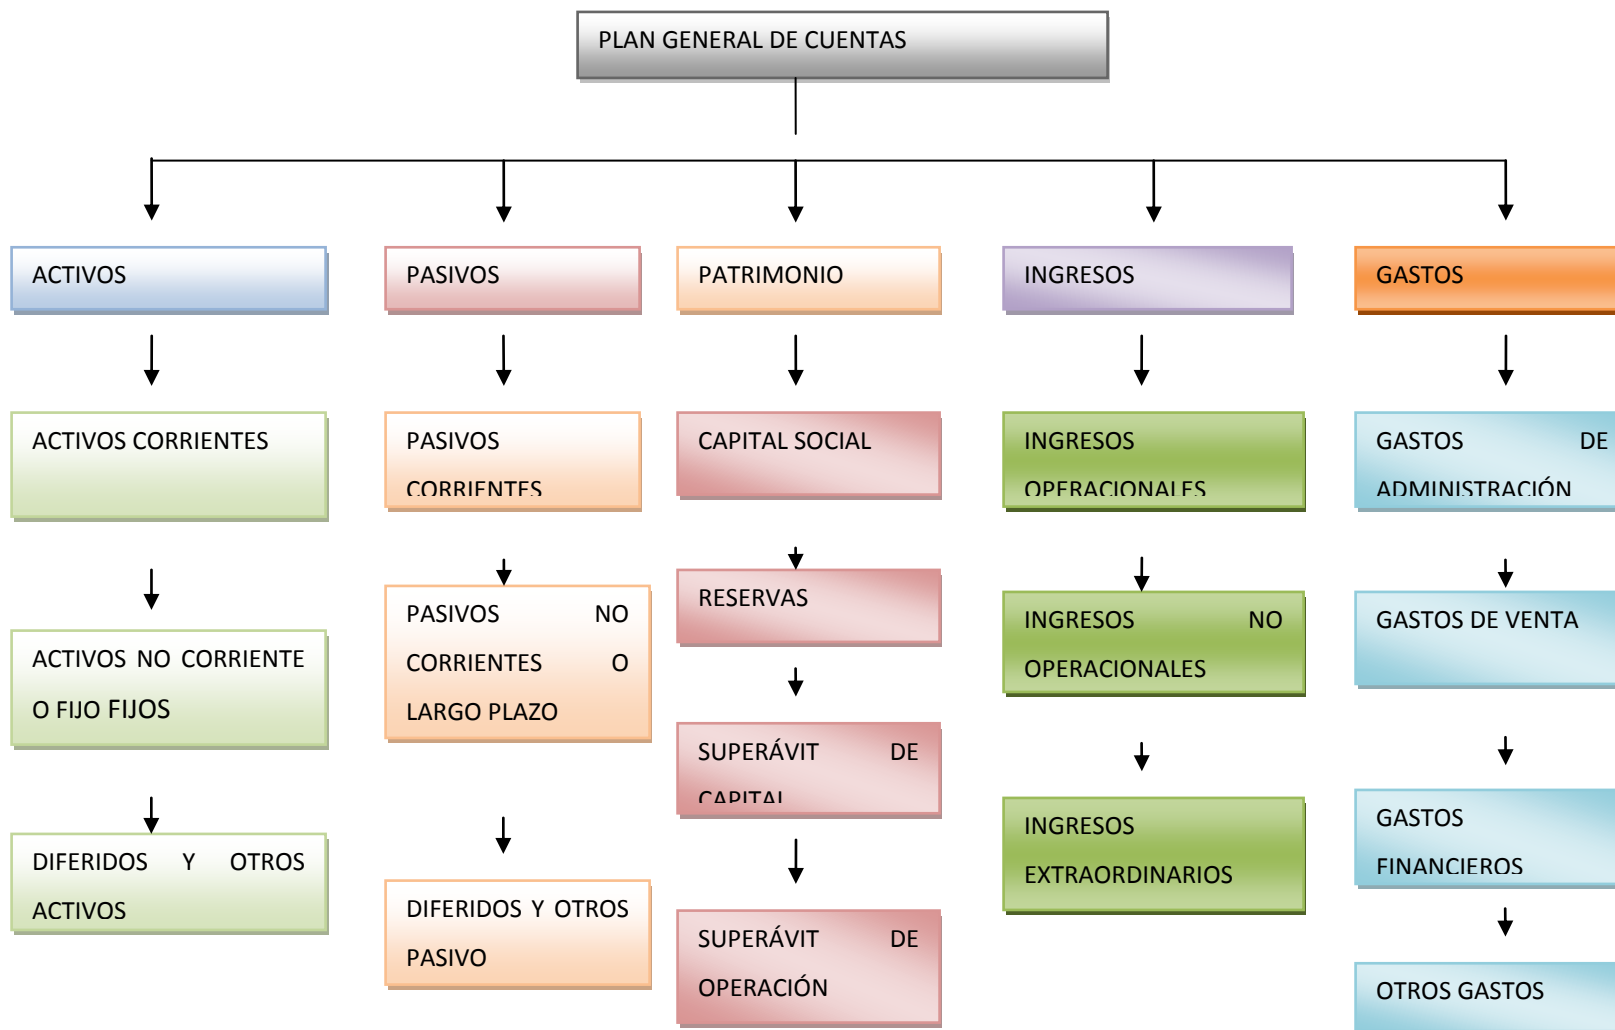 PLAN GENERAL DE CUENTAS
ACTIVOS
PASIVOS
PATRIMONIO
INGRESOS
GASTOS
ACTIVOS CORRIENTES
PASIVOS
CORRIENTES
CAPITAL SOCIAL
INGRESOS
OPERACIONALES
GASTOS DE
ADMINISTRACIÓN
ACTIVOS NO CORRIENTE
O FIJO FIJOS
PASIVOS NO
CORRIENTES O
LARGO PLAZO
RESERVAS
INGRESOS NO
OPERACIONALES
GASTOS DE VENTA
SUPERÁVIT DE
CAPITAL
DIFERIDOS Y OTROS
ACTIVOS
DIFERIDOS Y OTROS
PASIVO
SUPERÁVIT DE
OPERACIÓN
INGRESOS
EXTRAORDINARIOS
GASTOS
FINANCIEROS
OTROS GASTOS